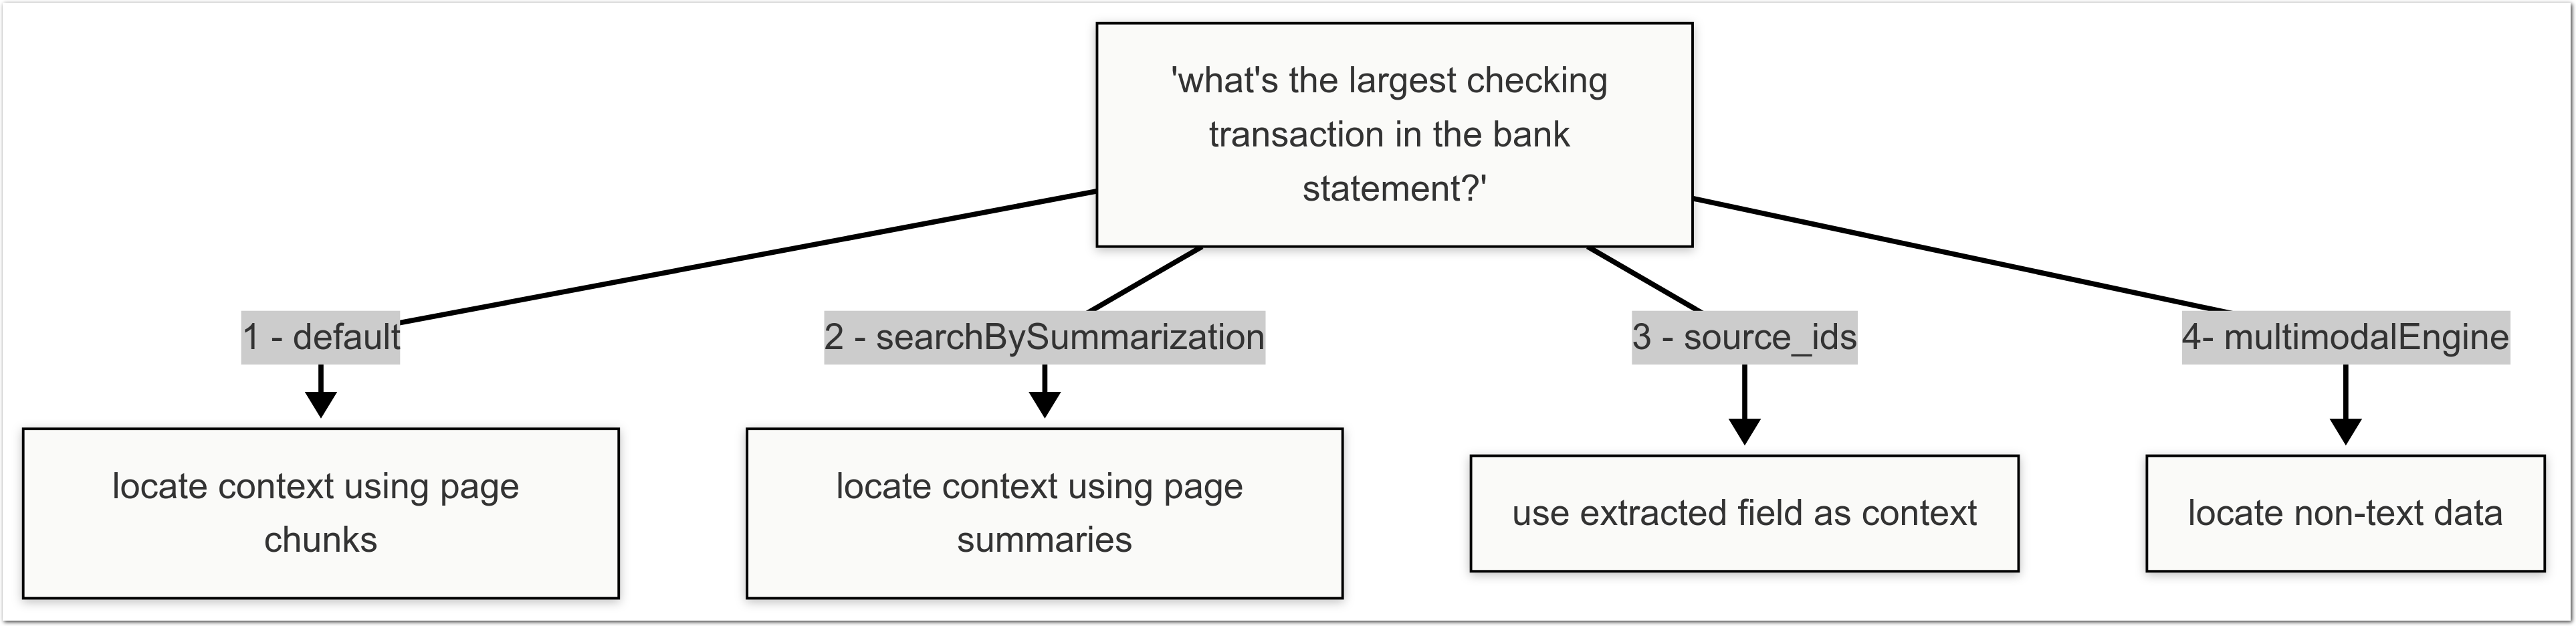 'what's the largest checking
transaction in the bank
statement?'
1 - default
2 - searchBySummarization
3 - source_ids
4- multimodalEngine
locate context using page
chunks
locate context using page
summaries
use extracted field as context
locate non-text data